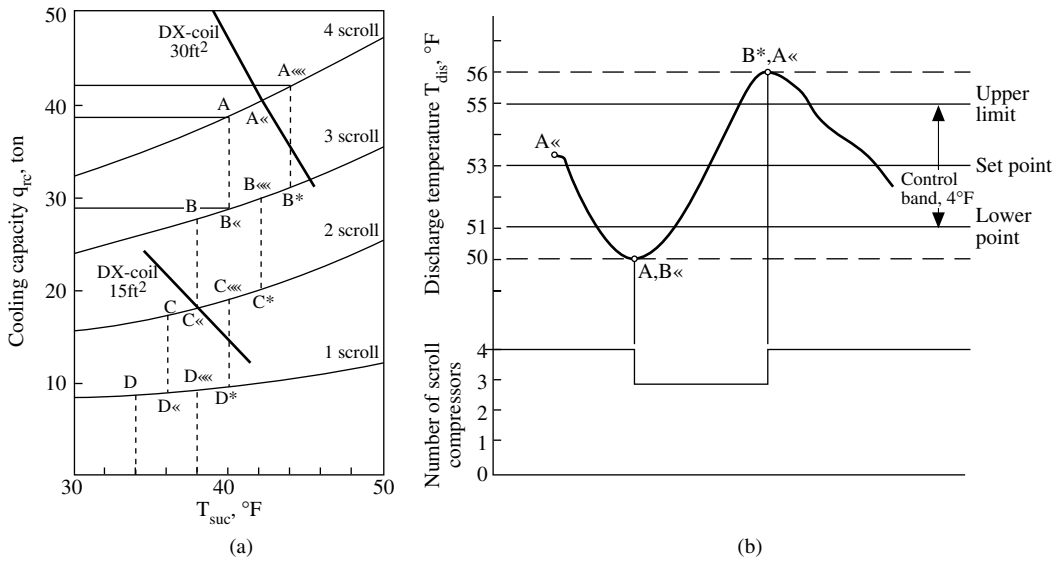 50
40
30
20
10
Cooling capacity q_rc, ton
DX-coil
30ft²
4 scroll
A««
A
A«
3 scroll
B««
B
B*
B«
2 scroll
DX-coil
15ft²
C««
C
C*
C«
1 scroll
D««
D
D*
D«
30
40
50
T_suc, °F
(a)
Discharge temperature T_dis, °F
56
55
53
51
50
B*,A«
A«
A,B«
Upper
limit
Set point
Control
band, 4°F
Lower
point
Number of scroll
compressors
4
3
2
1
0
(b)